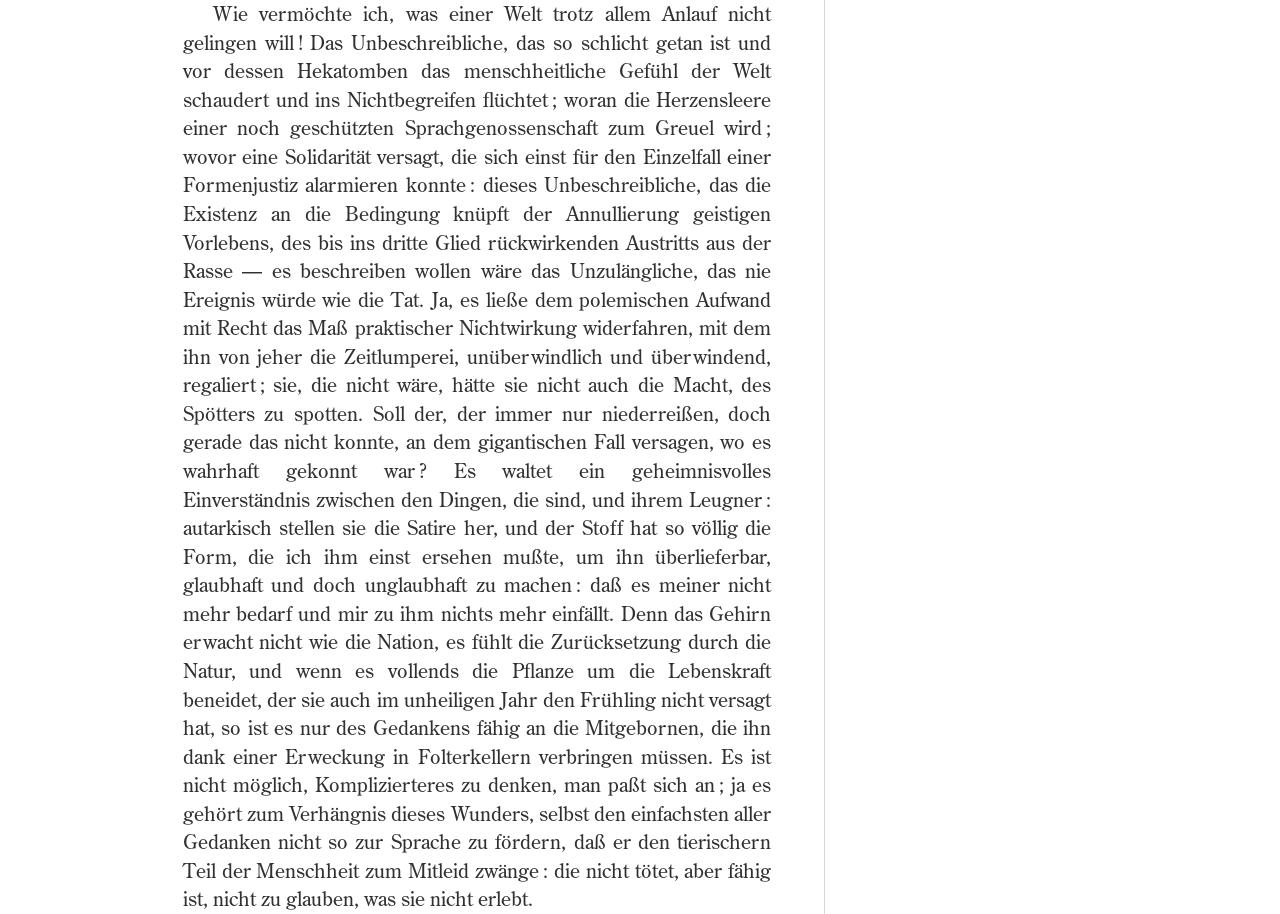 Wie vermöchte ich, was einer Welt trotz allem Anlauf nicht
gelingen will! Das Unbeschreibliche, das so schlicht getan ist und
vor dessen Hekatomben das menschheitliche Gefühl der Welt
schaudert und ins Nichtbegreifen flüchtet; woran die Herzensleere
einer noch geschützten Sprachgenossenschaft zum Greuel wird;
wovor eine Solidarität versagt, die sich einst für den Einzelfall einer
Formenjustiz alarmieren konnte: dieses Unbeschreibliche, das die
Existenz an die Bedingung knüpft der Annullierung geistigen
Vorlebens, des bis ins dritte Glied rückwirkenden Austritts aus der
Rasse — es beschreiben wollen wäre das Unzulängliche, das nie
Ereignis würde wie die Tat. Ja, es ließe dem polemischen Aufwand
mit Recht das Maß praktischer Nichtwirkung widerfahren, mit dem
ihn von jeher die Zeitlumperei, unüberwindlich und überwindend,
regaliert; sie, die nicht wäre, hätte sie nicht auch die Macht, des
Spötters zu spotten. Soll der, der immer nur niederreißen, doch
gerade das nicht konnte, an dem gigantischen Fall versagen, wo es
wahrhaft gekonnt war? Es waltet ein geheimnisvolles
Einverständnis zwischen den Dingen, die sind, und ihrem Leugner:
autarkisch stellen sie die Satire her, und der Stoff hat so völlig die
Form, die ich ihm einst ersehen mußte, um ihn überlieferbar,
glaubhaft und doch unglaubhaft zu machen: daß es meiner nicht
mehr bedarf und mir zu ihm nichts mehr einfällt. Denn das Gehirn
erwacht nicht wie die Nation, es fühlt die Zurücksetzung durch die
Natur, und wenn es vollends die Pflanze um die Lebenskraft
beneidet, der sie auch im unheiligen Jahr den Frühling nicht versagt
hat, so ist es nur des Gedankens fähig an die Mitgebornen, die ihn
dank einer Erweckung in Folterkellern verbringen müssen. Es ist
nicht möglich, Komplizierteres zu denken, man paßt sich an; ja es
gehört zum Verhängnis dieses Wunders, selbst den einfachsten aller
Gedanken nicht so zur Sprache zu fördern, daß er den tierischern
Teil der Menschheit zum Mitleid zwänge: die nicht tötet, aber fähig
ist, nicht zu glauben, was sie nicht erlebt.